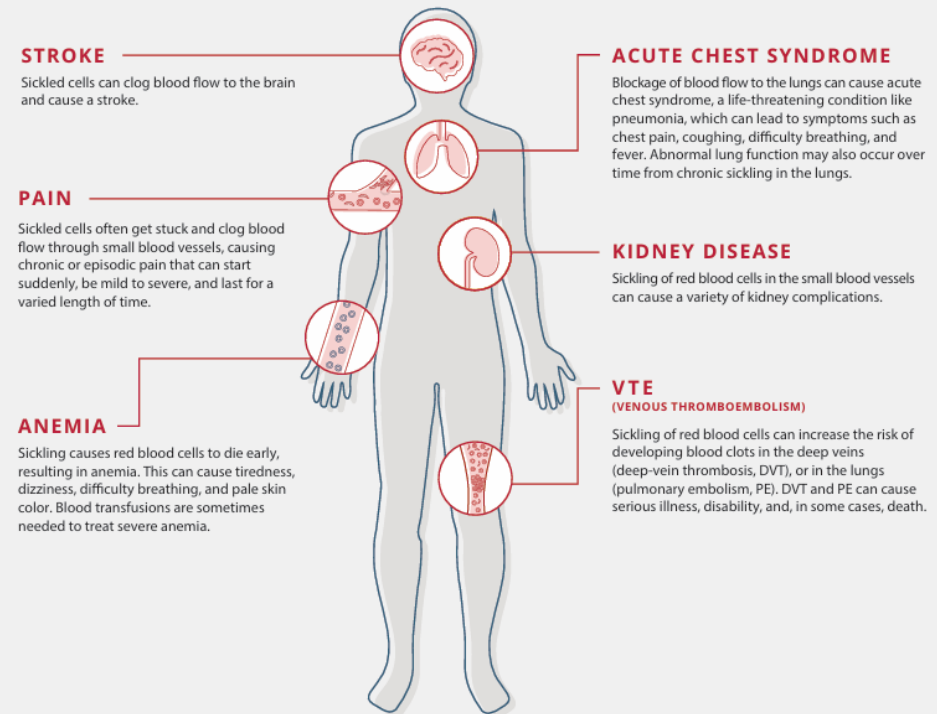 STROKE
Sickled cells can clog blood flow to the brain
and cause a stroke.
PAIN
Sickled cells often get stuck and clog blood
flow through small blood vessels, causing
chronic or episodic pain that can start
suddenly, be mild to severe, and last for a
varied length of time.
ANEMIA
Sickling causes red blood cells to die early,
resulting in anemia. This can cause tiredness,
dizziness, difficulty breathing, and pale skin
color. Blood transfusions are sometimes
needed to treat severe anemia.
ACUTE CHEST SYNDROME
Blockage of blood flow to the lungs can cause acute
chest syndrome, a life-threatening condition like
pneumonia, which can lead to symptoms such as
chest pain, coughing, difficulty breathing, and
fever. Abnormal lung function may also occur over
time from chronic sickling in the lungs.
KIDNEY DISEASE
Sickling of red blood cells in the small blood vessels
can cause a variety of kidney complications.
VTE
(VENOUS THROMBOEMBOLISM)
Sickling of red blood cells can increase the risk of
developing blood clots in the deep veins
(deep-vein thrombosis, DVT), or in the lungs
(pulmonary embolism, PE). DVT and PE can cause
serious illness, disability, and, in some cases, death.